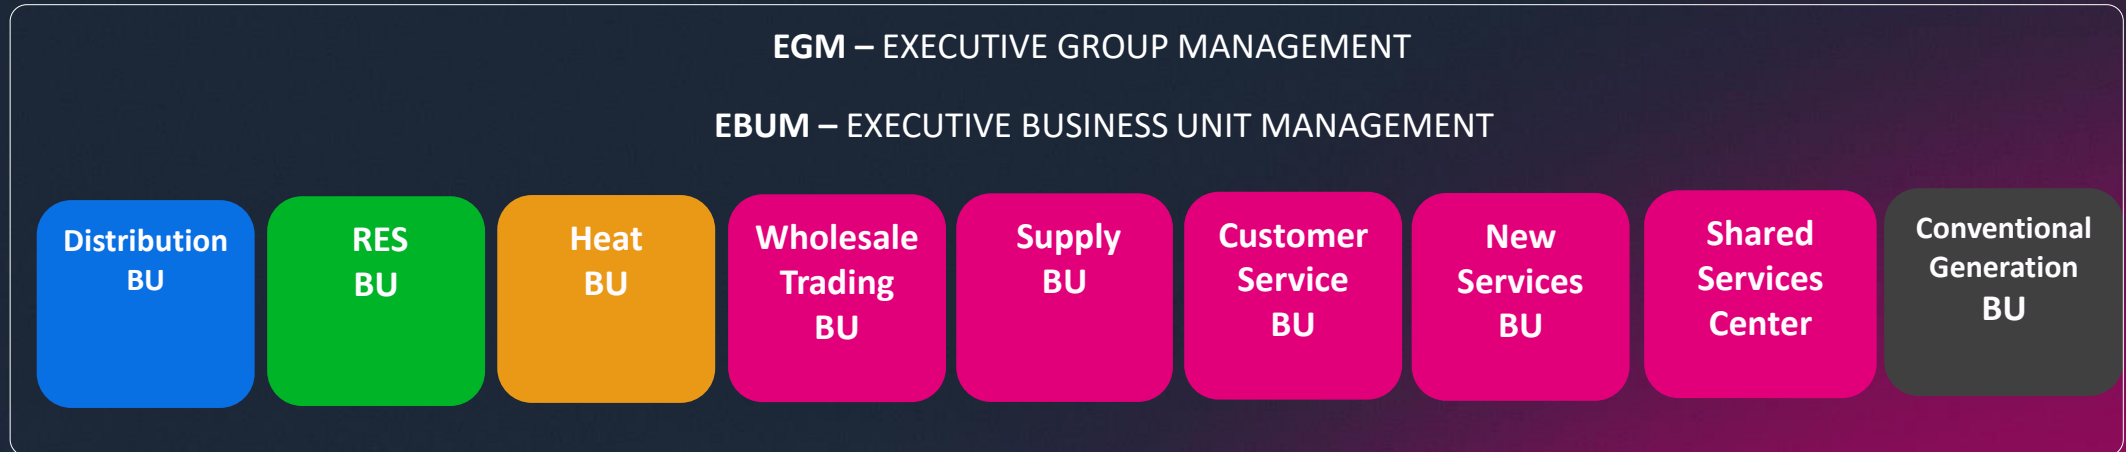 EGM – EXECUTIVE GROUP MANAGEMENT
EBUM – EXECUTIVE BUSINESS UNIT MANAGEMENT
Distribution
BU
RES
BU
Heat
BU
Wholesale
Trading
BU
Supply
BU
Customer
Service
BU
New
Services
BU
Shared
Services
Center
Conventional
Generation
BU